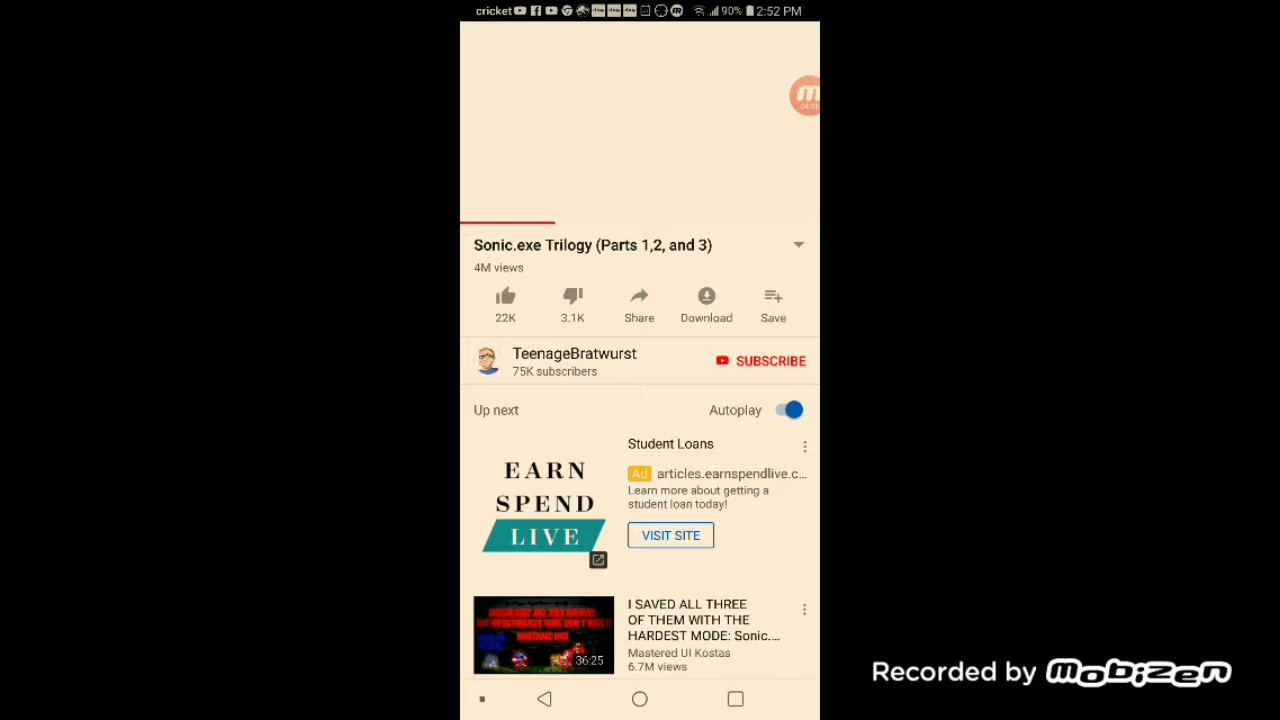 cricket 90% 2:52 PM
Sonic.exe Trilogy (Parts 1,2, and 3)
4M views
22K 3.1K Share Download Save
TeenageBratwurst
75K subscribers
SUBSCRIBE
Up next
Autoplay
EARN
SPEND
LIVE
Student Loans
Ad articles.earnspendlive.c...
Learn more about getting a
student loan today!
VISIT SITE
36:25
I SAVED ALL THREE
OF THEM WITH THE
HARDEST MODE: Sonic....
Mastered UI Kostas
6.7M views
Recorded by mobizen